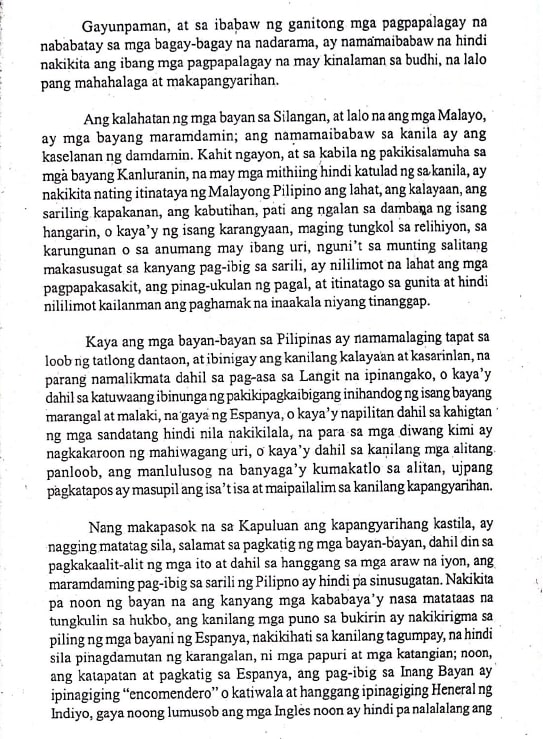 Gayunpaman, at sa ibabaw ng ganitong mga pagpapalagay na
nababatay sa mga bagay-bagay na nadarama, ay namamaibabaw na hindi
nakikita ang ibang mga pagpapalagay na may kinalaman sa budhi, na lalo
pang mahahalaga at makapangyarihan.
Ang kalahatan ng mga bayan sa Silangan, at lalo na ang mga Malayo,
ay mga bayang maramdamin; ang namamaibabaw sa kanila ay ang
kaselanan ng damdamin. Kahit ngayon, at sa kabila ng pakikisalamuha sa
mga bayang Kanluranin, na may mga mithiing hindi katulad ng sa kanila, ay
nakikita nating itinataya ng Malayong Pilipino ang lahat, ang kalayaan, ang
sariling kapakanan, ang kabutihan, pati ang ngalan sa dambana ng isang
hangarin, o kaya'y ng isang karangyaan, maging tungkol sa relihiyon, sa
karungunan o sa anumang may ibang uri, nguni't sa munting salitang
makasusugat sa kanyang pag-ibig sa sarili, ay nililimot na lahat ang mga
pagpapakasakit, ang pinag-ukulan ng pagal, at itinatago sa gunita at hindi
nililimot kailanman ang paghamak na inaakala niyang tinanggap.
Kaya ang mga bayan-bayan sa Pilipinas ay namamalaging tapat sa
loob ng tatlong dantaon, at ibinigay ang kanilang kalayaan at kasarinlan, na
parang namalikmata dahil sa pag-asa sa Langit na ipinangako, o kaya'y
dahil sa katuwaang ibinunga ng pakikipagkaibigang inihandog ng isang bayang
marangal at malaki, na gaya ng Espanya, o kaya'y napilitan dahil sa kahigtan
ng mga sandatang hindi nila nakikilala, na para sa mga diwang kimi ay
nagkakaroon ng mahiwagang uri, o kaya'y dahil sa kanilang mga alitang
panloob, ang manlulusog na banyaga'y kumakatlo sa alitan, ujpang
pagkatapos ay masupil ang isa't isa at maipailalim sa kanilang kapangyarihan.
Nang makapasok na sa Kapuluan ang kapangyarihang kastila, ay
nagging matatag sila, salamat sa pagkatig ng mga bayan-bayan, dahil din sa
pagkakaalit-alit ng mga ito at dahil sa hanggang sa mga araw na iyon, ang
maramdaming pag-ibig sa sarili ng Pilipno ay hindi pa sinusugatan. Nakikita
pa noon ng bayan na ang kanyang mga kababaya'y nasa matataas na
tungkulin sa hukbo, ang kanilang mga puno sa bukirin ay nakikirigma sa
piling ng mga bayani ng Espanya, nakikihati sa kanilang tagumpay, na hindi
sila pinagdamutan ng karangalan, ni mga papuri at mga katangian; noon,
ang katapatan at pagkatig sa Espanya, ang pag-ibig sa Inang Bayan ay
ipinagiging “encomendero” o katiwala at hanggang ipinagiging Heneral ng
Indiyo, gaya noong lumusob ang mga Ingles noon ay hindi pa nalalalang ang